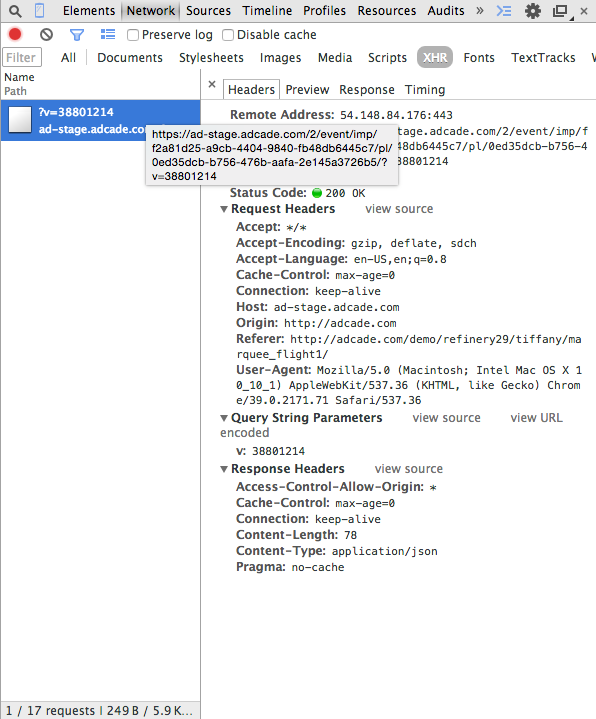 Elements Network Sources Timeline Profiles Resources Audits »
Preserve log Disable cache
Filter All Documents Stylesheets Images Media Scripts XHR Fonts TextTracks
Name
Path
× Headers Preview Response Timing
?v=38801214
ad-stage.adcade.co
Remote Address: 54.148.84.176:443
https://ad-stage.adcade.com/2/event/imp/
f2a81d25-a9cb-4404-9840-fb48db6445c7/pl/
0ed35dcb-b756-476b-aafa-2e145a3726b5/?
v=38801214
stage.adcade.com/2/event/imp/f
db6445c7/pl/0ed35dcb-b756-4
8801214
Status Code: 200 OK
Request Headers view source
Accept: */*
Accept-Encoding: gzip, deflate, sdch
Accept-Language: en-US,en;q=0.8
Cache-Control: max-age=0
Connection: keep-alive
Host: ad-stage.adcade.com
Origin: http://adcade.com
Referer: http://adcade.com/demo/refinery29/tiffany/ma
rquee_flight1/
User-Agent: Mozilla/5.0 (Macintosh; Intel Mac OS X 1
0_10_1) AppleWebKit/537.36 (KHTML, like Gecko) Chrom
e/39.0.2171.71 Safari/537.36
Query String Parameters view source view URL
encoded
v: 38801214
Response Headers view source
Access-Control-Allow-Origin: *
Cache-Control: max-age=0
Connection: keep-alive
Content-Length: 78
Content-Type: application/json
Pragma: no-cache
1 / 17 requests | 249 B / 5.9 K...